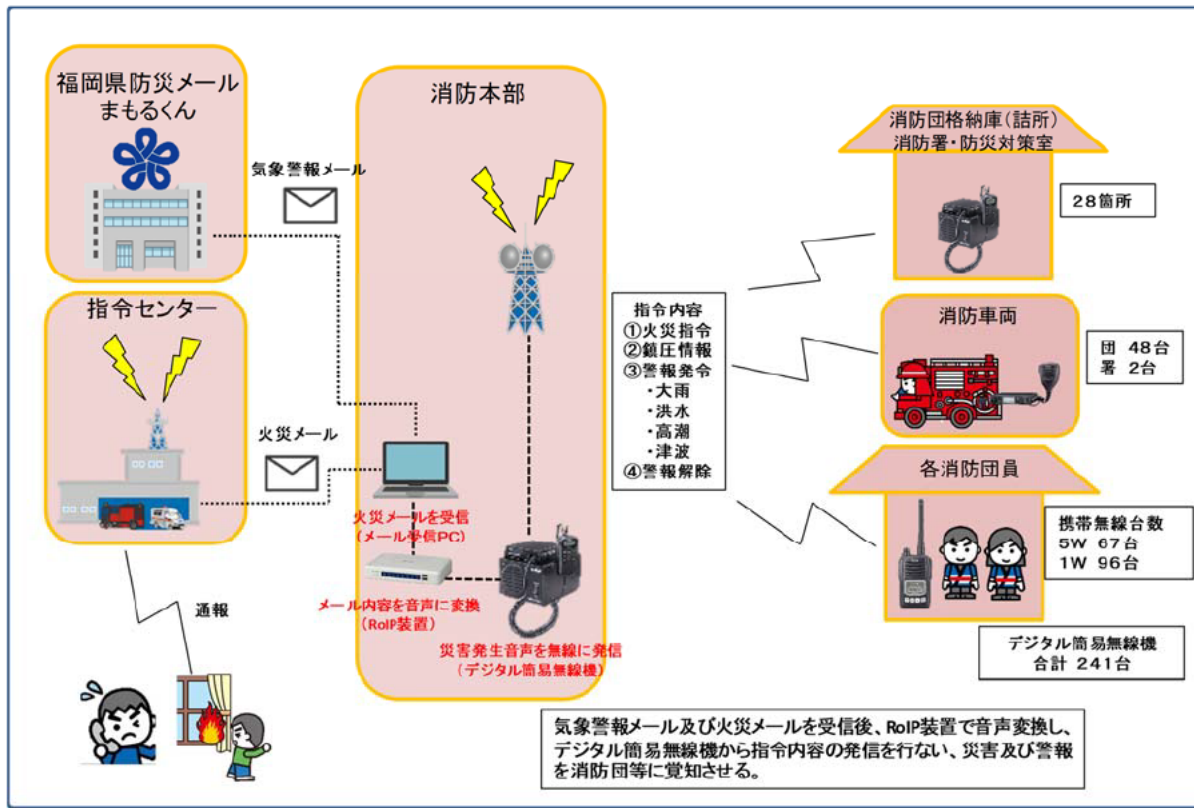 福岡県防災メール
まもるくん
気象警報メール
指令センター
火災メール
通報
消防本部
火災メールを受信
(メール受信PC)
メール内容を音声に変換
(RoIP装置)
災害発生音声を無線に発信
(デジタル簡易無線機)
指令内容
①火災指令
②鎮圧情報
③警報発令
・大雨
・洪水
・高潮
・津波
④警報解除
消防団格納庫(詰所)
消防署・防災対策室
28箇所
消防車両
団 48台
署 2台
各消防団員
携帯無線台数
5W 67台
1W 96台
デジタル簡易無線機
合計 241台
気象警報メール及び火災メールを受信後、RoIP装置で音声変換し、
デジタル簡易無線機から指令内容の発信を行ない、災害及び警報
を消防団等に覚知させる。